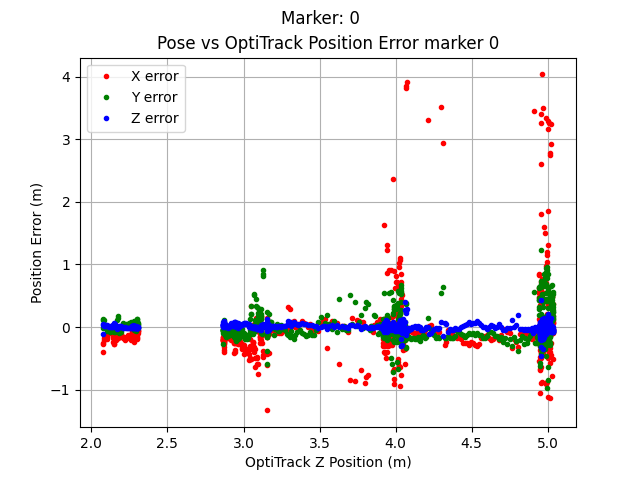 Marker: 0
Pose vs OptiTrack Position Error marker 0
X error
Y error
Z error
Position Error (m)
4
3
2
1
0
−1
2.0 2.5 3.0 3.5 4.0 4.5 5.0
OptiTrack Z Position (m)